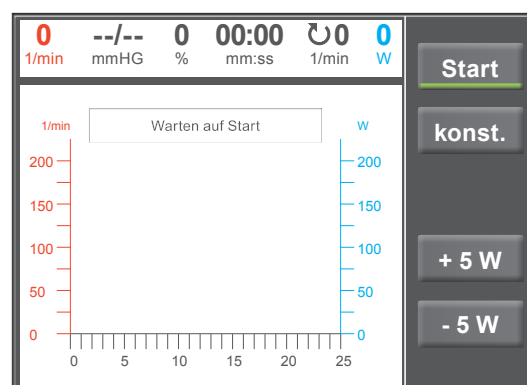 0 --/-- 0 00:00 ↻0 0
1/min mmHG % mm:ss 1/min W
Start
1/min Warten auf Start W
konst.
200 200
150 150
100 100
+ 5 W
50 50
- 5 W
0 0
0 5 10 15 20 25